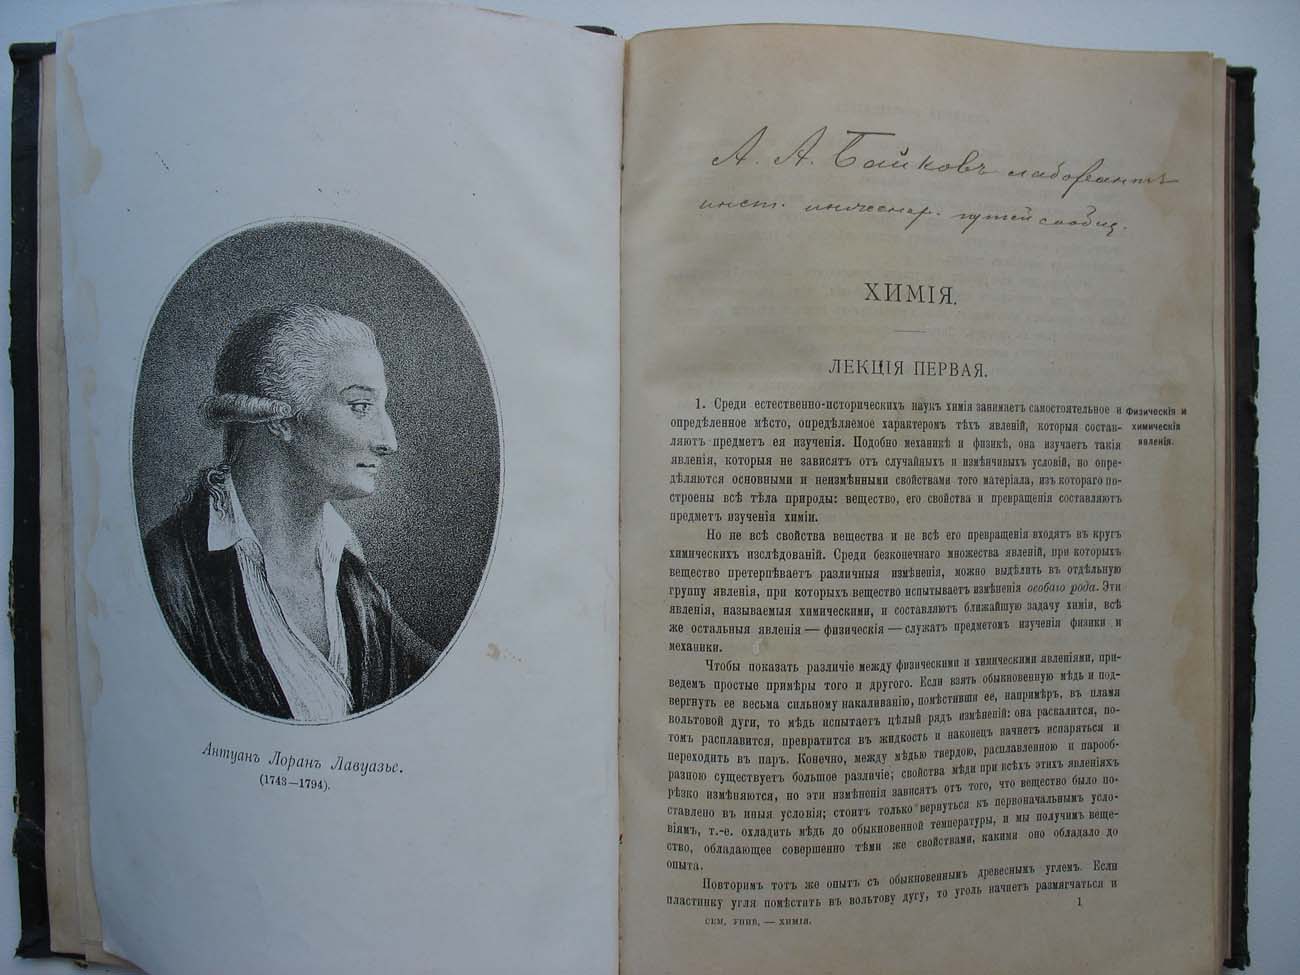 Антуанъ Лоранъ Лавуазье.
(1743—1794).
А. А. Байковъ лаборантъ
инст. инженер. путей сообщ.
ХИМІЯ.
ЛЕКЦІЯ ПЕРВАЯ.
1. Среди естественно-историческихъ наукъ химія занимаетъ самостоятельное и
опредѣленное мѣсто, опредѣляемое характеромъ тѣхъ явленій, которыя состав-
ляютъ предметъ ея изученія. Подобно механикѣ и физикѣ, она изучаетъ такія
явленія, которыя не зависятъ отъ случайныхъ и измѣнчивыхъ условій, но опре-
дѣляются основными и неизмѣнными свойствами того матеріала, изъ котораго по-
строены всѣ тѣла природы: вещество, его свойства и превращенія составляютъ
предметъ изученія химіи.
Физическія и
химическія
явленія.
Но не всѣ свойства вещества и не всѣ его превращенія входятъ въ кругъ
химическихъ изслѣдованій. Среди безконечнаго множества явленій, при которыхъ
вещество претерпѣваетъ различныя измѣненія, можно выдѣлить въ отдѣльную
группу явленія, при которыхъ вещество испытываетъ измѣненія особаго рода. Эти
явленія, называемыя химическими, и составляютъ ближайшую задачу химіи, всѣ
же остальныя явленія — физическія — служатъ предметомъ изученія физики и
механики.
Чтобы показать различіе между физическими и химическими явленіями, при-
ведемъ простые примѣры того и другого. Если взять обыкновенную мѣдь и под-
вергнуть ее весьма сильному накаливанію, помѣстивши ее, напримѣръ, въ пламя
вольтовой дуги, то мѣдь испытаетъ цѣлый рядъ измѣненій: она раскалится, по-
томъ расплавится, превратится въ жидкость и наконецъ начнетъ испаряться и
переходить въ паръ. Конечно, между мѣдью твердою, расплавленною и парооб-
разною существуетъ большое различіе; свойства мѣди при всѣхъ этихъ явленіяхъ
рѣзко измѣняются, но эти измѣненія зависятъ отъ того, что вещество было по-
ставлено въ иныя условія; стоитъ только вернуться къ первоначальнымъ усло-
віямъ, т.-е. охладить мѣдь до обыкновенной температуры, и мы получимъ веще-
ство, обладающее совершенно тѣми же свойствами, какими оно обладало до
опыта.
Повторимъ тотъ же опытъ съ обыкновеннымъ древеснымъ углемъ. Если
пластинку угля помѣстить въ вольтову дугу, то уголь начнетъ размягчаться и
СЕМ. УНИВ. — ХИМІЯ.
1